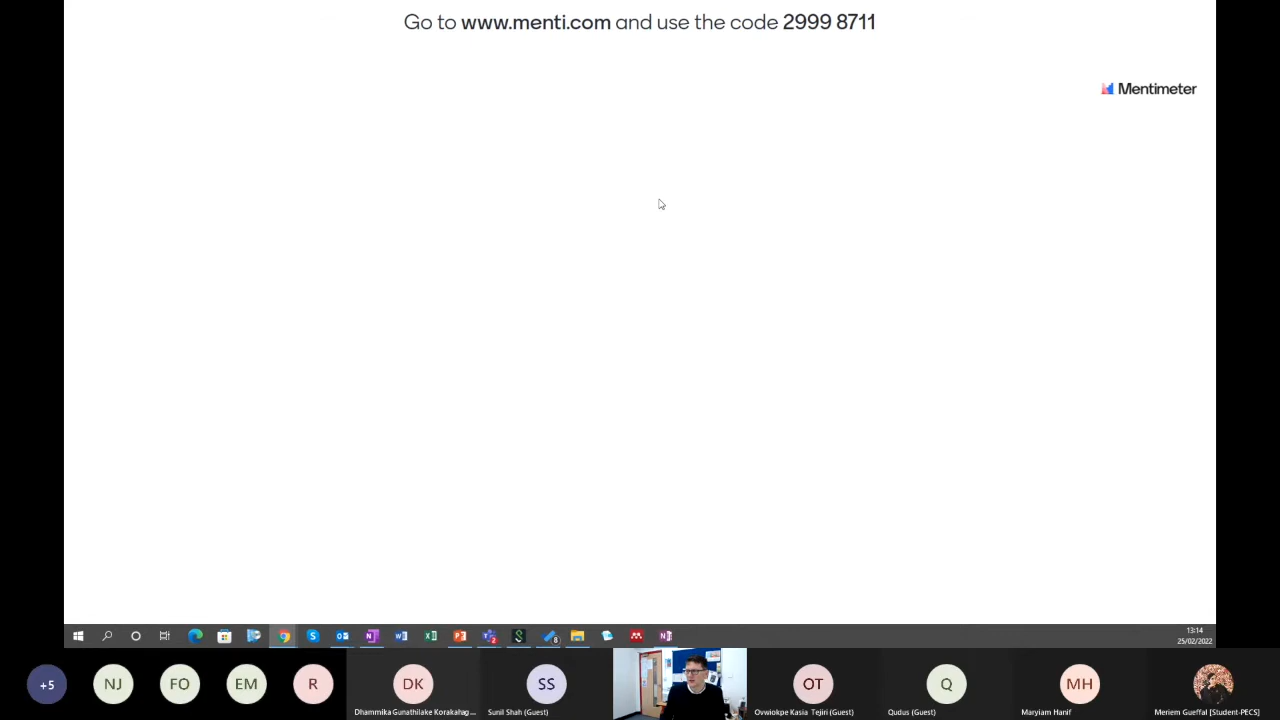 Go to www.menti.com and use the code 2999 8711
Mentimeter
13:14
25/02/2022
+5
NJ
FO
EM
R
DK
SS
OT
Q
MH
Dhammika Gunathilake Korakahag...
Sunil Shah (Guest)
Ovwiokpe Kasia Tejiri (Guest)
Qudus (Guest)
Maryiam Hanif
Meriem Gueffal [Student-PECS]